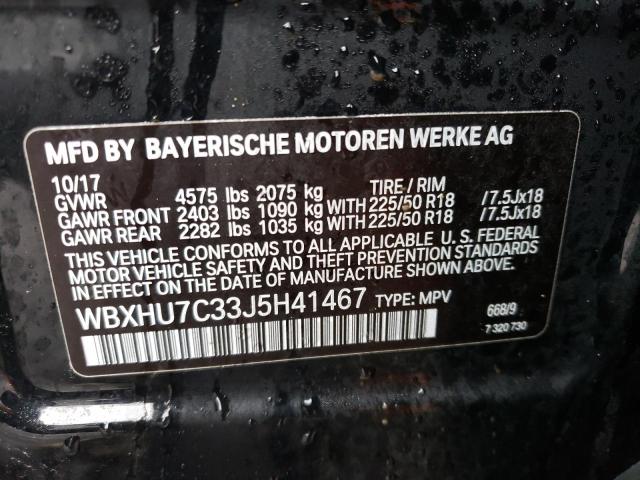 MFD BY BAYERISCHE MOTOREN WERKE AG
10/17
GVWR 4575 lbs 2075 kg TIRE / RIM
GAWR FRONT 2403 lbs 1090 kg WITH 225/50 R18 /7.5Jx18
GAWR REAR 2282 lbs 1035 kg WITH 225/50 R18 /7.5Jx18
THIS VEHICLE CONFORMS TO ALL APPLICABLE U. S. FEDERAL
MOTOR VEHICLE SAFETY AND THEFT PREVENTION STANDARDS
IN EFFECT ON THE DATE OF MANUFACTURE SHOWN ABOVE.
WBXHU7C33J5H41467 TYPE: MPV 668/9
7 320 730